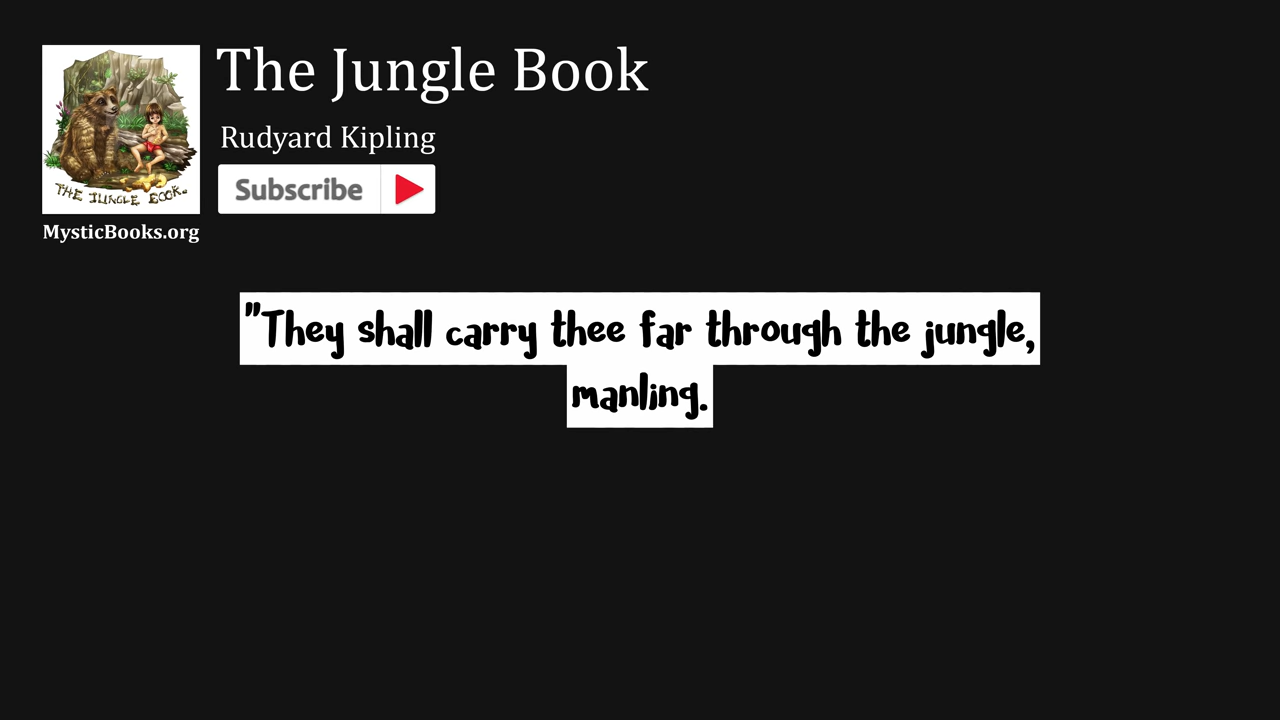 The Jungle Book
Rudyard Kipling
Subscribe
THE JUNGLE BOOK.
MysticBooks.org
"They shall carry thee far through the jungle,
manling.